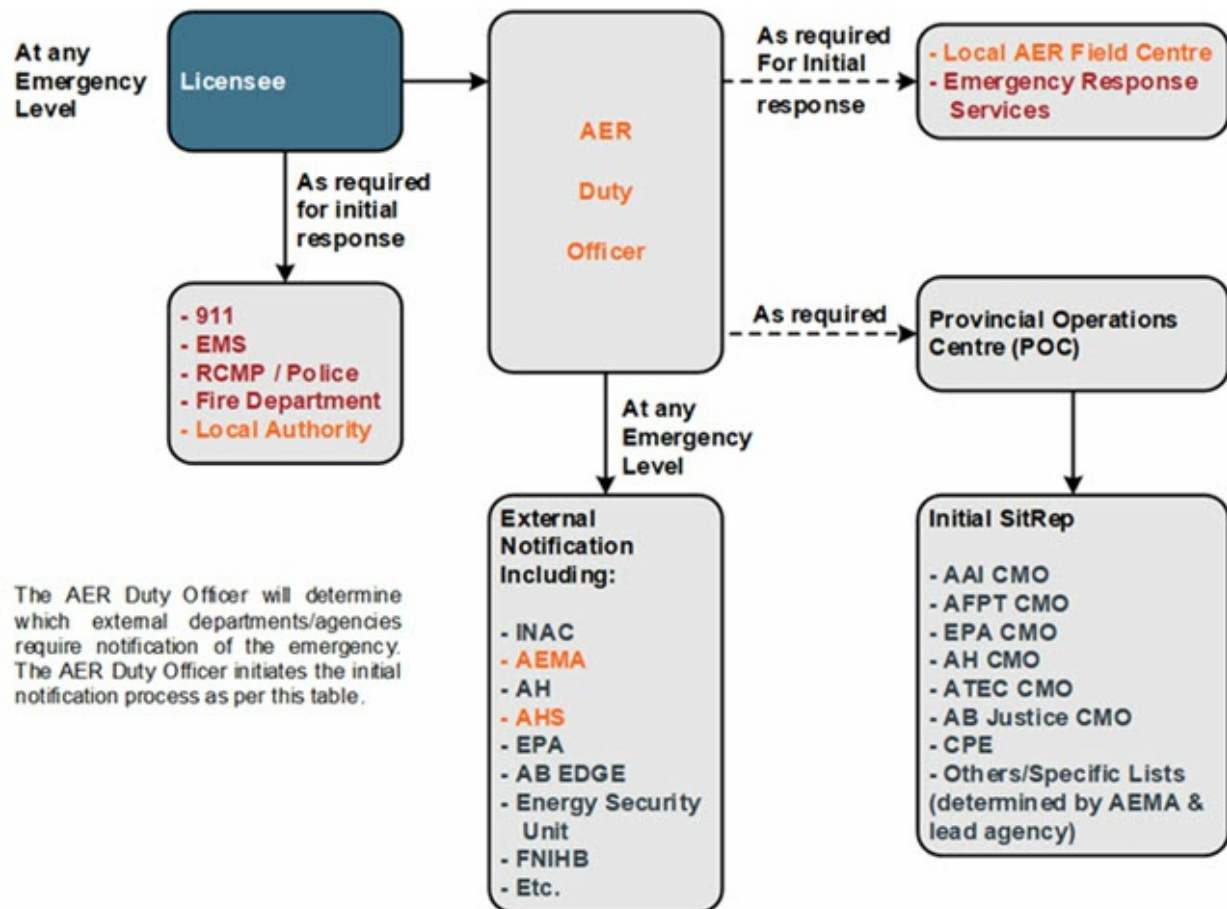 At any
Emergency
Level
Licensee
As required
for initial
response
- 911
- EMS
- RCMP / Police
- Fire Department
- Local Authority
AER
Duty
Officer
As required
For Initial
response
- Local AER Field Centre
- Emergency Response
Services
As required
Provincial Operations
Centre (POC)
At any
Emergency
Level
External
Notification
Including:
- INAC
- AEMA
- AH
- AHS
- EPA
- AB EDGE
- Energy Security
Unit
- FNIHB
- Etc.
Initial SitRep
- AAI CMO
- AFPT CMO
- EPA CMO
- AH CMO
- ATEC CMO
- AB Justice CMO
- CPE
- Others/Specific Lists
(determined by AEMA &
lead agency)
The AER Duty Officer will determine
which external departments/agencies
require notification of the emergency.
The AER Duty Officer initiates the initial
notification process as per this table.